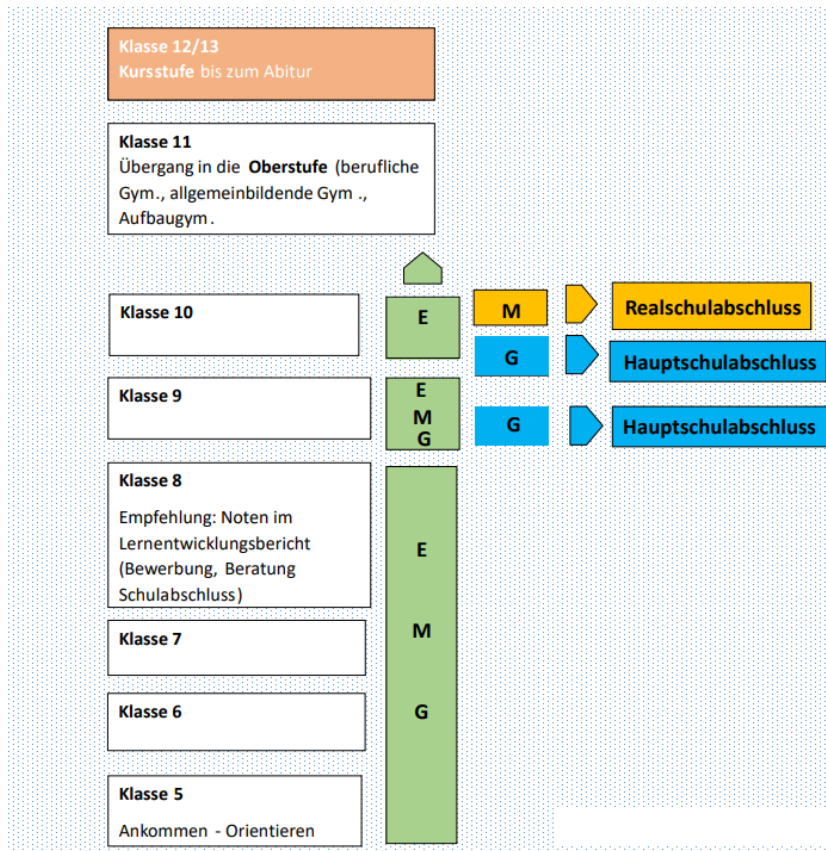 Klasse 12/13
Kursstufe bis zum Abitur
Klasse 11
Übergang in die Oberstufe (berufliche
Gym., allgemeinbildende Gym .,
Aufbaugym .
Klasse 10
E
M
Realschulabschluss
G
Hauptschulabschluss
Klasse 9
E
M
G
G
Hauptschulabschluss
Klasse 8
Empfehlung: Noten im
Lernentwicklungsbericht
(Bewerbung, Beratung
Schulabschluss)
E
Klasse 7
M
Klasse 6
G
Klasse 5
Ankommen - Orientieren